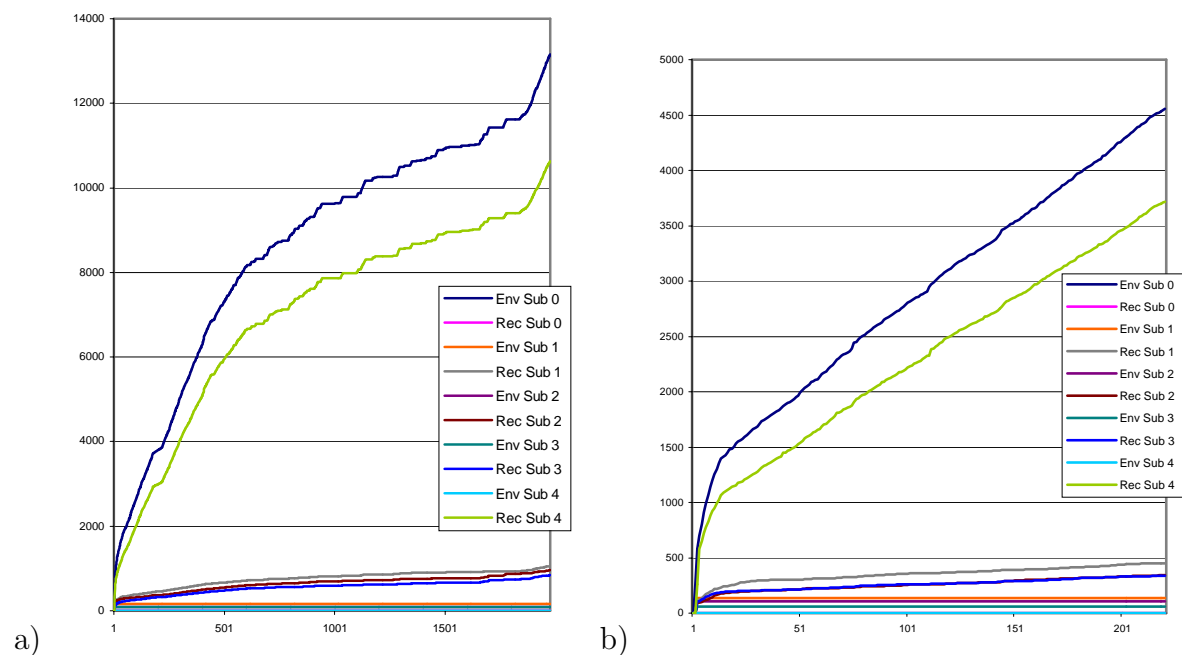 14000
12000
10000
8000
6000
4000
2000
0
1
501
1001
1501
Env Sub 0
Rec Sub 0
Env Sub 1
Rec Sub 1
Env Sub 2
Rec Sub 2
Env Sub 3
Rec Sub 3
Env Sub 4
Rec Sub 4
a)
5000
4500
4000
3500
3000
2500
2000
1500
1000
500
0
1
51
101
151
201
Env Sub 0
Rec Sub 0
Env Sub 1
Rec Sub 1
Env Sub 2
Rec Sub 2
Env Sub 3
Rec Sub 3
Env Sub 4
Rec Sub 4
b)